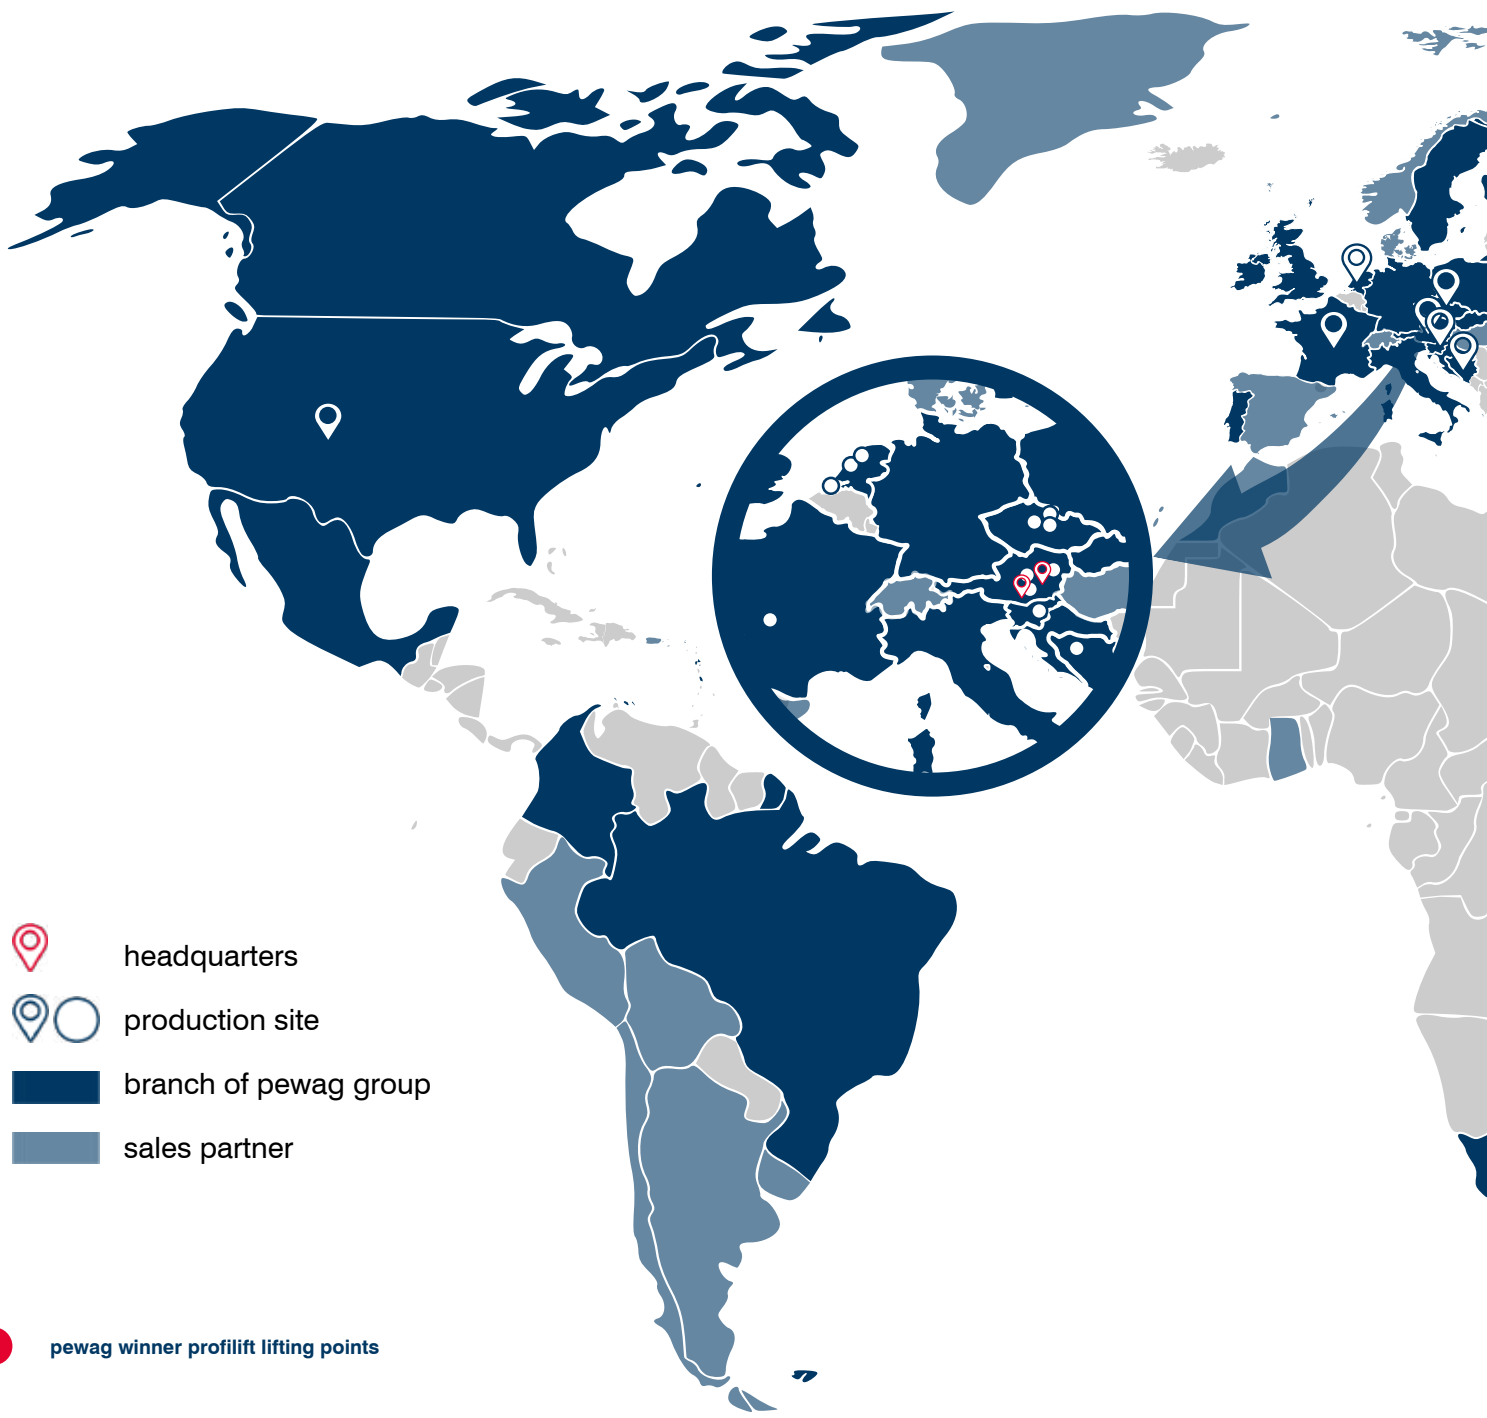 headquarters
production site
branch of pewag group
sales partner
pewag winner profilift lifting points